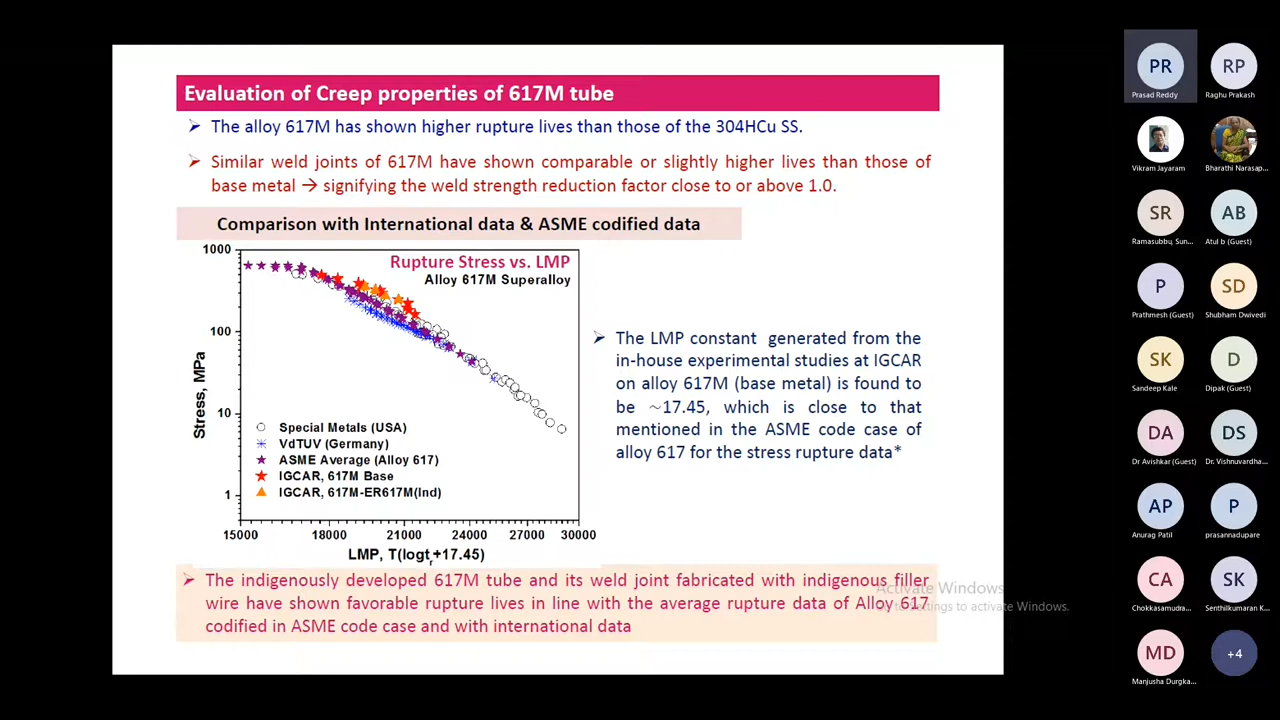 Evaluation of Creep properties of 617M tube
➢ The alloy 617M has shown higher rupture lives than those of the 304HCu SS.
➢ Similar weld joints of 617M have shown comparable or slightly higher lives than those of
base metal → signifying the weld strength reduction factor close to or above 1.0.
Comparison with International data & ASME codified data
Rupture Stress vs. LMP
Alloy 617M Superalloy
1000
100
10
1
Stress, MPa
Special Metals (USA)
VdTUV (Germany)
ASME Average (Alloy 617)
IGCAR, 617M Base
IGCAR, 617M-ER617M(Ind)
15000 18000 21000 24000 27000 30000
LMP, T(logtr+17.45)
➢ The LMP constant generated from the
in-house experimental studies at IGCAR
on alloy 617M (base metal) is found to
be ~17.45, which is close to that
mentioned in the ASME code case of
alloy 617 for the stress rupture data*
➢ The indigenously developed 617M tube and its weld joint fabricated with indigenous filler
wire have shown favorable rupture lives in line with the average rupture data of Alloy 617
codified in ASME code case and with international data
Activate Windows
to Settings to activate Windows.
PR RP
Prasad Reddy Raghu Prakash
Vikram Jayaram Bharathi Narasap...
SR AB
Ramasubbu, Sun... Atul b (Guest)
P SD
Prathmesh (Guest) Shubham Dwivedi
SK D
Sandeep Kale Dipak (Guest)
DA DS
Dr Avishkar (Guest) Dr. Vishnuvardha...
AP P
Anurag Patil prasannadupare
CA SK
Chokkasamudra... Senthilkumaran K...
MD +4
Manjusha Durgka...